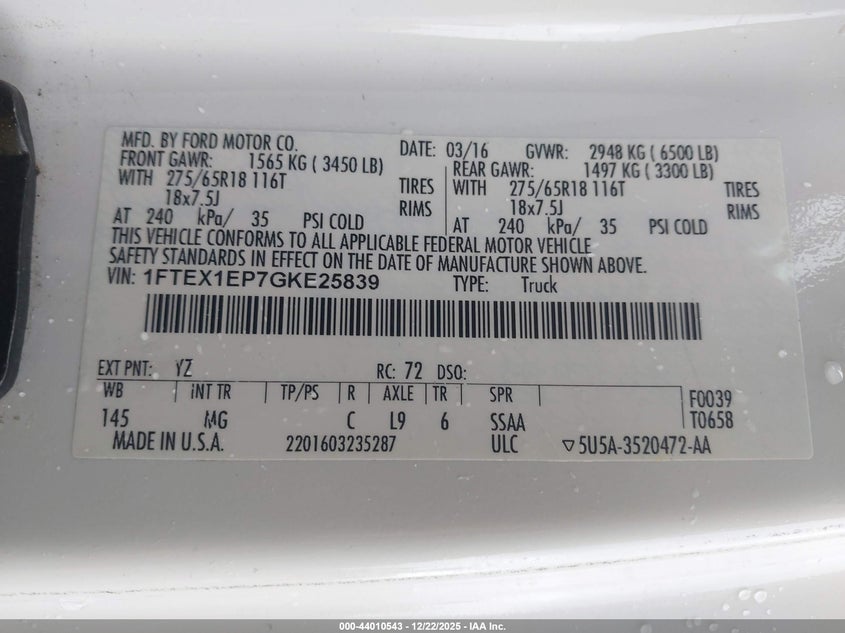 MFD. BY FORD MOTOR CO.
DATE: 03/16 GVWR: 2948 KG ( 6500 LB)
FRONT GAWR: 1565 KG ( 3450 LB) REAR GAWR: 1497 KG ( 3300 LB)
WITH 275/65R18 116T TIRES WITH 275/65R18 116T TIRES
18x7.5J RIMS 18x7.5J RIMS
AT 240 kPa/ 35 PSI COLD AT 240 kPa/ 35 PSI COLD
THIS VEHICLE CONFORMS TO ALL APPLICABLE FEDERAL MOTOR VEHICLE
SAFETY STANDARDS IN EFFECT ON THE DATE OF MANUFACTURE SHOWN ABOVE.
VIN: 1FTEX1EP7GKE25839 TYPE: Truck
EXT PNT: YZ RC: 72 DSO:
WB INT TR TP/PS R AXLE TR SPR F0039
145 MG C L9 6 SSAA T0658
MADE IN U.S.A. 2201603235287 ULC ▽5U5A-3520472-AA
000-44010543 - 12/22/2025 - IAA Inc.